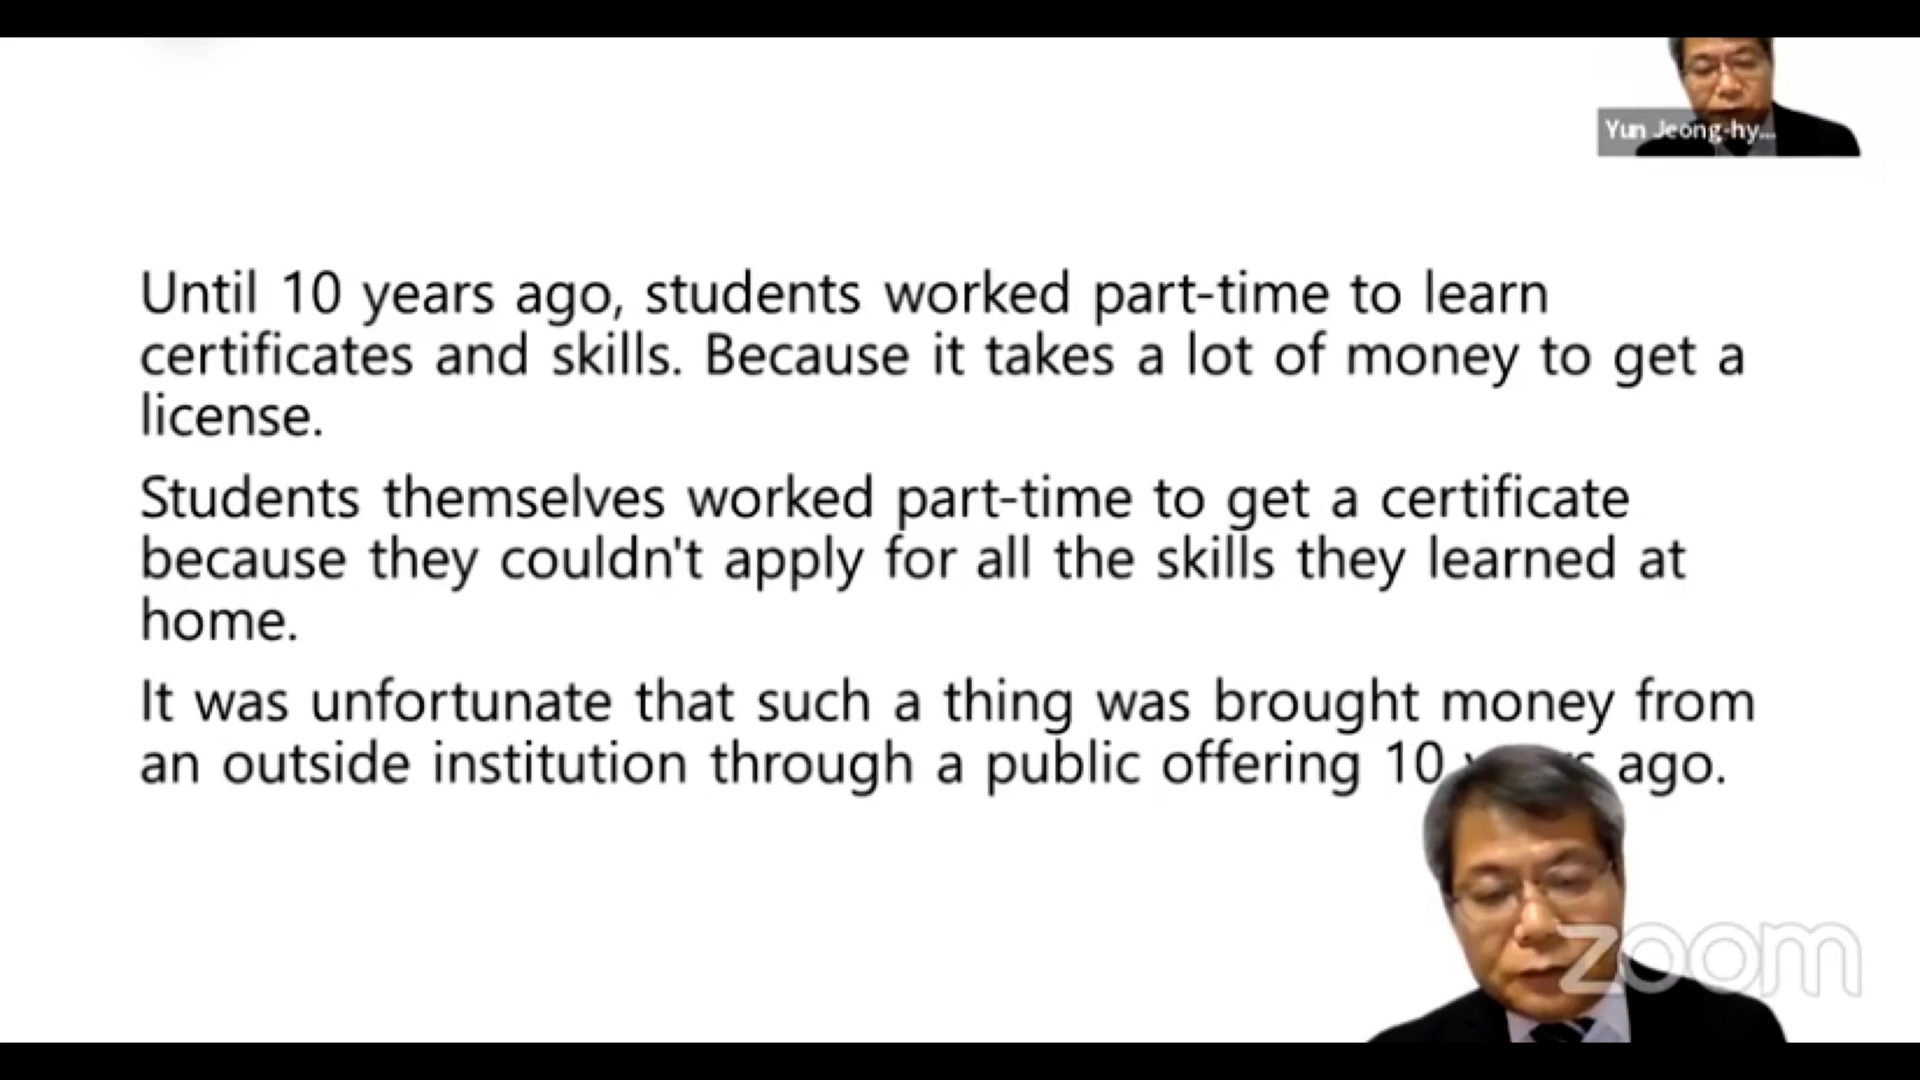 Yun Jeong-hy...
Until 10 years ago, students worked part-time to learn
certificates and skills. Because it takes a lot of money to get a
license.
Students themselves worked part-time to get a certificate
because they couldn't apply for all the skills they learned at
home.
It was unfortunate that such a thing was brought money from
an outside institution through a public offering 10 ago.
zoom